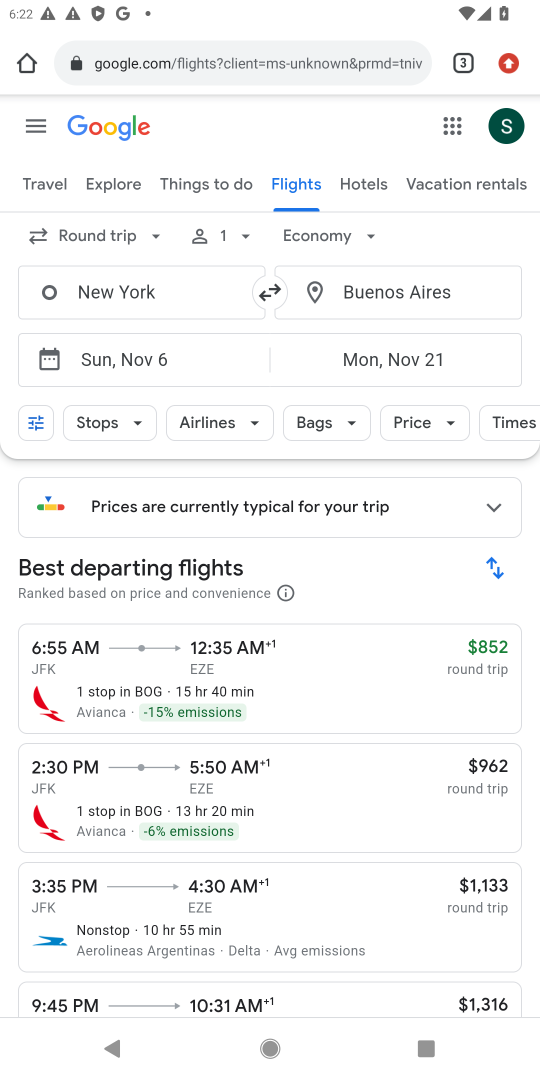 6:22
google.com/flights?client=ms-unknown&prmd=tniv
3
Google
S
Travel Explore Things to do Flights Hotels Vacation rentals
Round trip 1 Economy
New York Buenos Aires
Sun, Nov 6 Mon, Nov 21
Stops Airlines Bags Price Times
Prices are currently typical for your trip
Best departing flights
Ranked based on price and convenience
6:55 AM 12:35 AM+1 $852
JFK EZE round trip
1 stop in BOG · 15 hr 40 min
Avianca · -15% emissions
2:30 PM 5:50 AM+1 $962
JFK EZE round trip
1 stop in BOG · 13 hr 20 min
Avianca · -6% emissions
3:35 PM 4:30 AM+1 $1,133
JFK EZE round trip
Nonstop · 10 hr 55 min
Aerolineas Argentinas · Delta · Avg emissions
9:45 PM 10:31 AM+1 $1,316